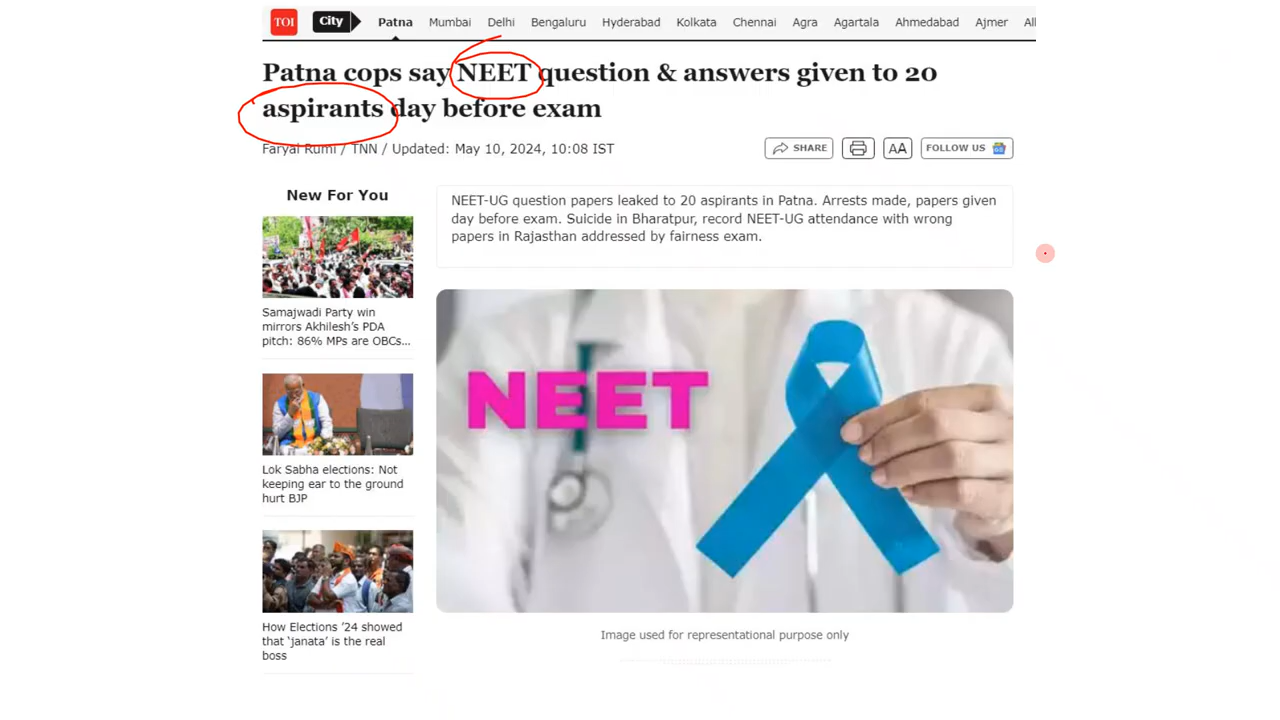 TOI City Patna Mumbai Delhi Bengaluru Hyderabad Kolkata Chennai Agra Agartala Ahmedabad Ajmer All
Patna cops say NEET question & answers given to 20
aspirants day before exam
Faryal Rumi / TNN / Updated: May 10, 2024, 10:08 IST
SHARE AA FOLLOW US
New For You
Samajwadi Party win
mirrors Akhilesh’s PDA
pitch: 86% MPs are OBCs...
Lok Sabha elections: Not
keeping ear to the ground
hurt BJP
How Elections ’24 showed
that ‘janata’ is the real
boss
NEET-UG question papers leaked to 20 aspirants in Patna. Arrests made, papers given
day before exam. Suicide in Bharatpur, record NEET-UG attendance with wrong
papers in Rajasthan addressed by fairness exam.
NEET
Image used for representational purpose only